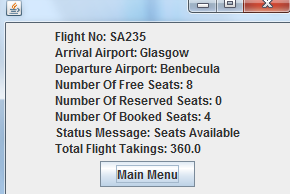 Flight No: SA235
Arrival Airport: Glasgow
Departure Airport: Benbecula
Number Of Free Seats: 8
Number Of Reserved Seats: 0
Number Of Booked Seats: 4
Status Message: Seats Available
Total Flight Takings: 360.0
Main Menu